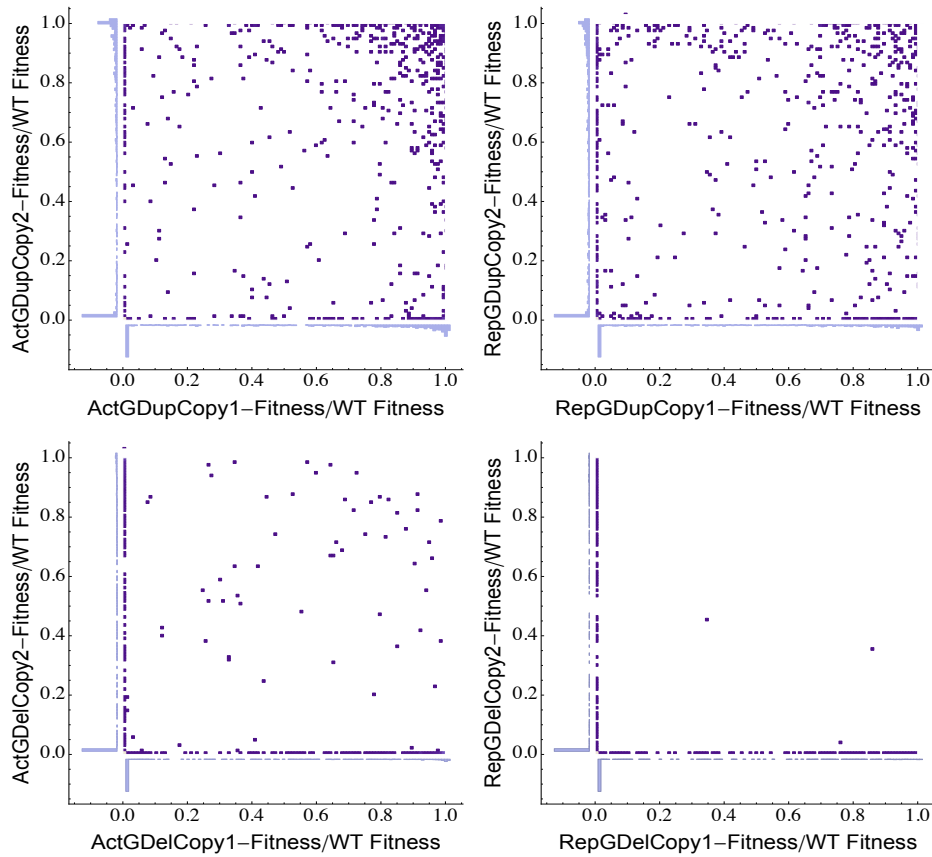 ActGDupCopy2−Fitness/WT Fitness
1.0
0.8
0.6
0.4
0.2
0.0
0.0 0.2 0.4 0.6 0.8 1.0
ActGDupCopy1−Fitness/WT Fitness
RepGDupCopy2−Fitness/WT Fitness
1.0
0.8
0.6
0.4
0.2
0.0
0.0 0.2 0.4 0.6 0.8 1.0
RepGDupCopy1−Fitness/WT Fitness
ActGDelCopy2−Fitness/WT Fitness
1.0
0.8
0.6
0.4
0.2
0.0
0.0 0.2 0.4 0.6 0.8 1.0
ActGDelCopy1−Fitness/WT Fitness
RepGDelCopy2−Fitness/WT Fitness
1.0
0.8
0.6
0.4
0.2
0.0
0.0 0.2 0.4 0.6 0.8 1.0
RepGDelCopy1−Fitness/WT Fitness